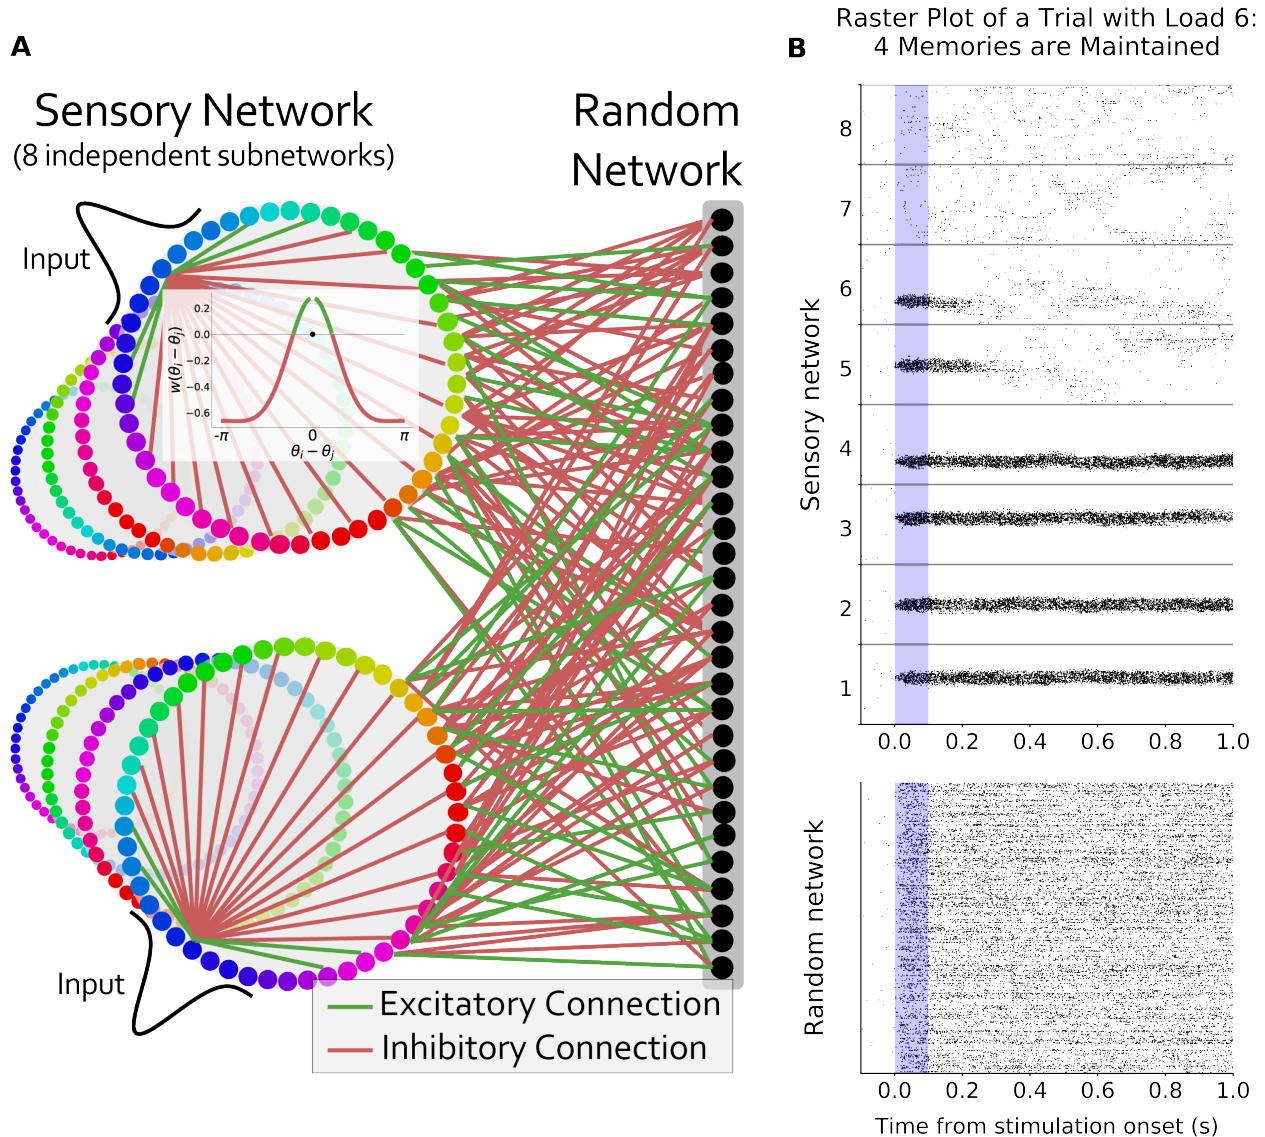 A
Sensory Network
(8 independent subnetworks)
Random
Network
Input
0.2
0.0
−0.2
−0.4
−0.6
w(θi − θj)
-π 0 π
θi − θj
Input
Excitatory Connection
Inhibitory Connection
B
Raster Plot of a Trial with Load 6:
4 Memories are Maintained
Sensory network
8
7
6
5
4
3
2
1
0.0 0.2 0.4 0.6 0.8 1.0
Random network
0.0 0.2 0.4 0.6 0.8 1.0
Time from stimulation onset (s)